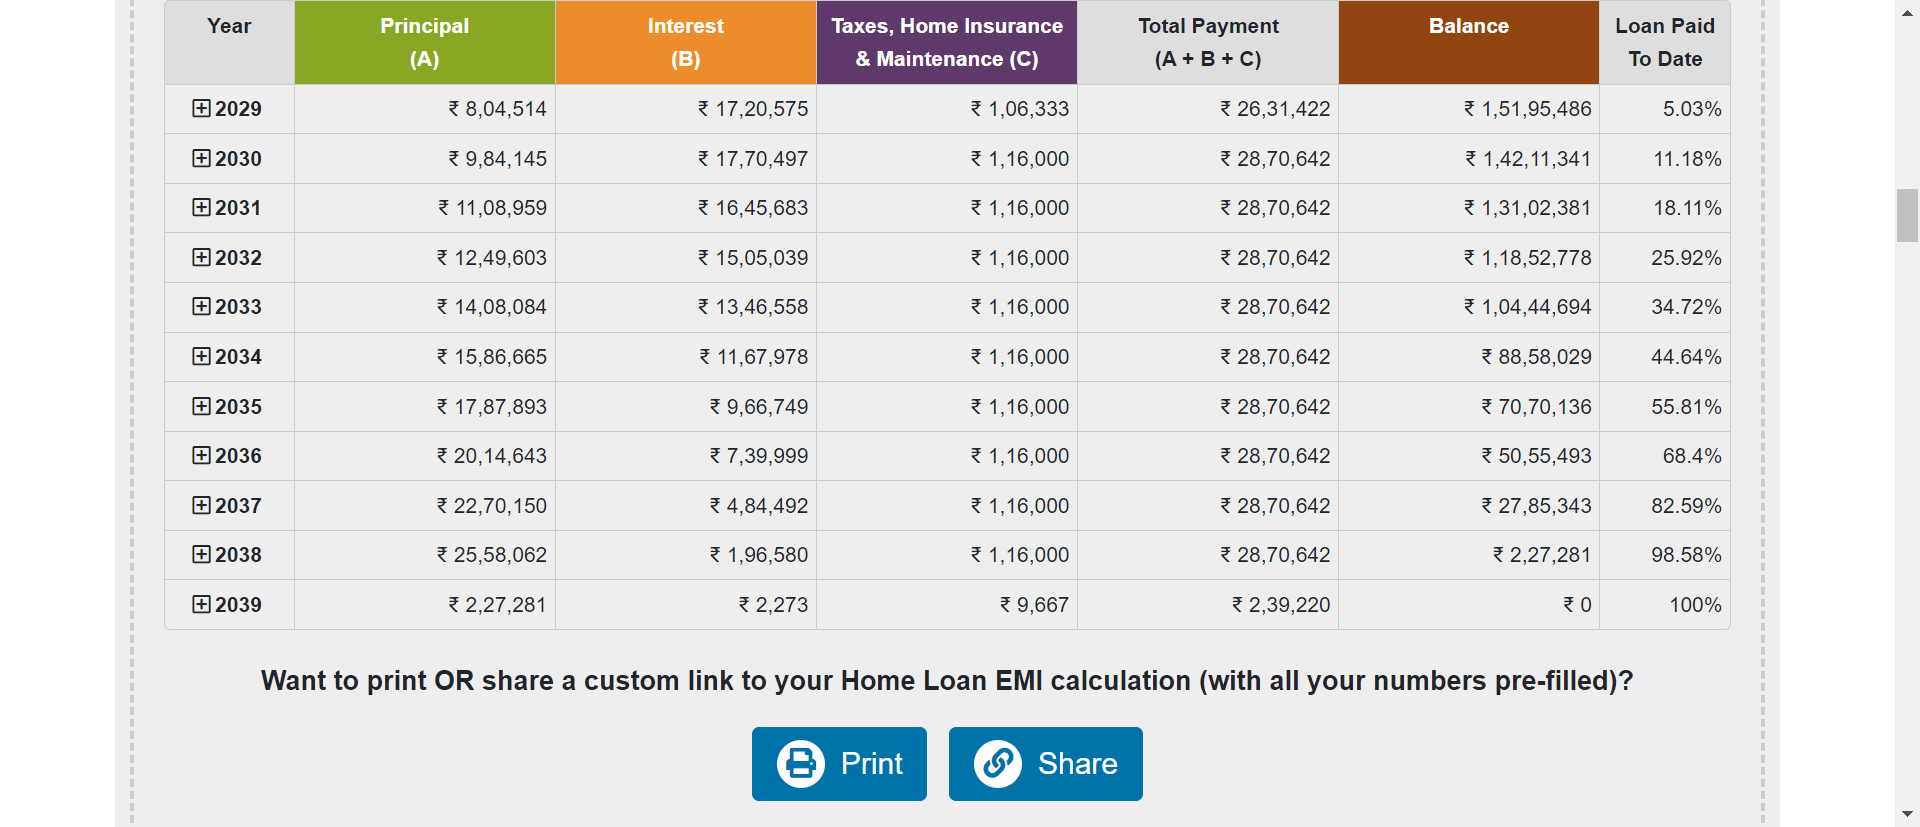 Year Principal Interest Taxes, Home Insurance Total Payment Balance Loan Paid
(A) (B) & Maintenance (C) (A + B + C) To Date
2029 ₹ 8,04,514 ₹ 17,20,575 ₹ 1,06,333 ₹ 26,31,422 ₹ 1,51,95,486 5.03%
2030 ₹ 9,84,145 ₹ 17,70,497 ₹ 1,16,000 ₹ 28,70,642 ₹ 1,42,11,341 11.18%
2031 ₹ 11,08,959 ₹ 16,45,683 ₹ 1,16,000 ₹ 28,70,642 ₹ 1,31,02,381 18.11%
2032 ₹ 12,49,603 ₹ 15,05,039 ₹ 1,16,000 ₹ 28,70,642 ₹ 1,18,52,778 25.92%
2033 ₹ 14,08,084 ₹ 13,46,558 ₹ 1,16,000 ₹ 28,70,642 ₹ 1,04,44,694 34.72%
2034 ₹ 15,86,665 ₹ 11,67,978 ₹ 1,16,000 ₹ 28,70,642 ₹ 88,58,029 44.64%
2035 ₹ 17,87,893 ₹ 9,66,749 ₹ 1,16,000 ₹ 28,70,642 ₹ 70,70,136 55.81%
2036 ₹ 20,14,643 ₹ 7,39,999 ₹ 1,16,000 ₹ 28,70,642 ₹ 50,55,493 68.4%
2037 ₹ 22,70,150 ₹ 4,84,492 ₹ 1,16,000 ₹ 28,70,642 ₹ 27,85,343 82.59%
2038 ₹ 25,58,062 ₹ 1,96,580 ₹ 1,16,000 ₹ 28,70,642 ₹ 2,27,281 98.58%
2039 ₹ 2,27,281 ₹ 2,273 ₹ 9,667 ₹ 2,39,220 ₹ 0 100%
Want to print OR share a custom link to your Home Loan EMI calculation (with all your numbers pre-filled)?
Print Share